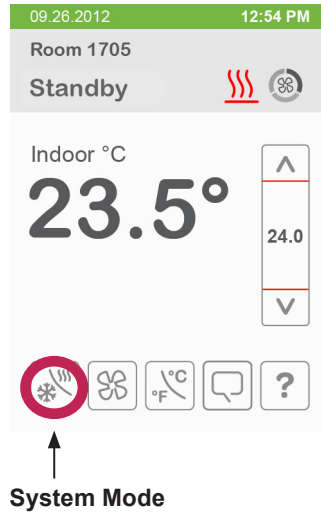 09.26.2012 12:54 PM
Room 1705
Standby
Indoor °C
23.5°
24.0
°C
°F
?
System Mode